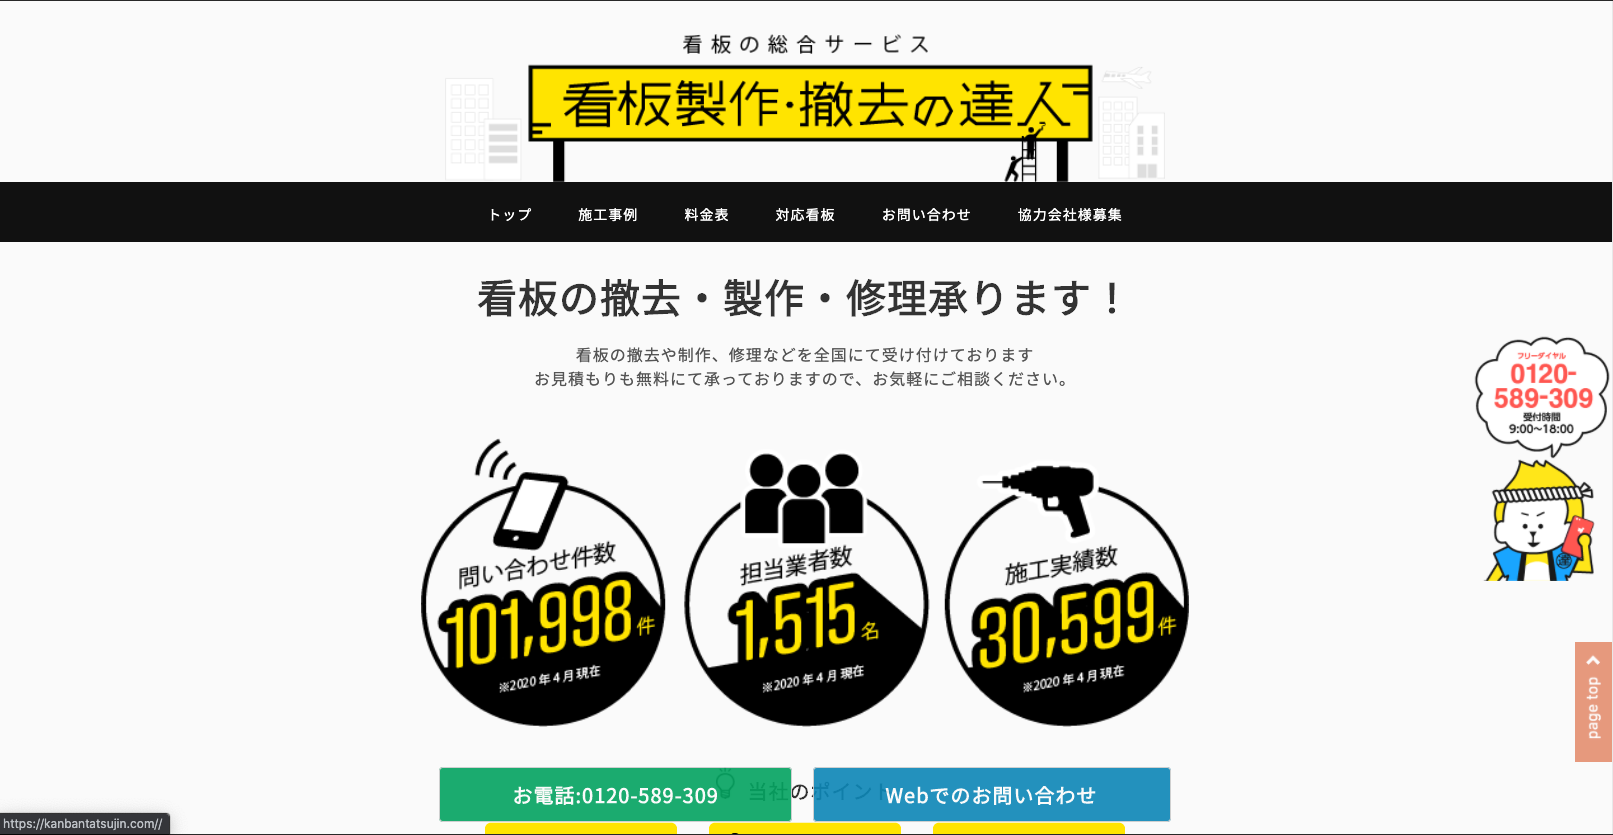 看板の総合サービス
看板製作・撤去の達人
トップ 施工事例 料金表 対応看板 お問い合わせ 協力会社様募集
看板の撤去・製作・修理承ります！
看板の撤去や制作、修理などを全国にて受け付けております
お見積もりも無料にて承っておりますので、お気軽にご相談ください。
フリーダイヤル
0120-
589-309
受付時間
9:00~18:00
達
問い合わせ件数
101,998件
※2020年4月現在
担当業者数
1,515名
※2020年4月現在
施工実績数
30,599件
※2020年4月現在
page top
当社のポイント
お電話:0120-589-309
Webでのお問い合わせ
https://kanbantatsujin.com//